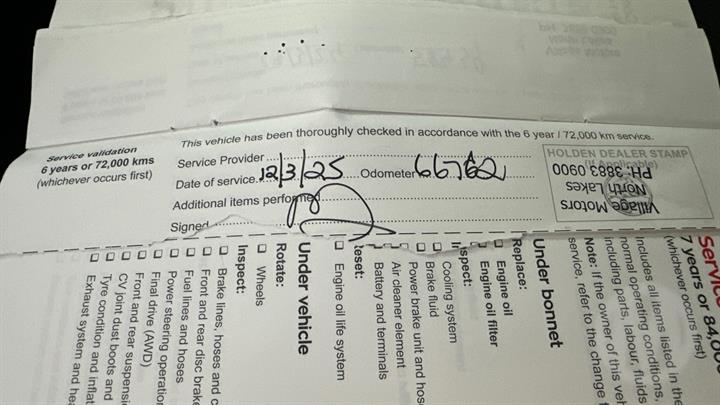 Service validation
6 years or 72,000 kms
(whichever occurs first)
This vehicle has been thoroughly checked in accordance with the 6 year / 72,000 km service.
Service Provider
Date of service 12/3/25 Odometer 66762
Additional items performed
Signed
HOLDEN DEALER STAMP
(If Applicable)
Village Motors
North Lakes
PH: 3883 0900
Under bonnet
Replace:
☐ Engine oil
☐ Engine oil filter
Inspect:
☐ Cooling system
☐ Brake fluid
☐ Power brake unit and hos
☐ Air cleaner element
☐ Battery and terminals
Reset:
☐ Engine oil life system
Under vehicle
Rotate:
☐ Wheels
Inspect:
☐ Brake lines, hoses and c
☐ Front and rear disc brak
☐ Fuel lines and hoses
☐ Power steering operatio
☐ Final drive (AWD)
☐ Front and rear suspensi
☐ CV joint dust boots and
☐ Tyre condition and inflat
☐ Exhaust system and hea
Servic
7 years or 84,0
(whichever occurs first)
Includes all items listed in the
normal operating conditions.
including parts, labour, fluids
Note: If the owner of this veh
service, refer to the change f